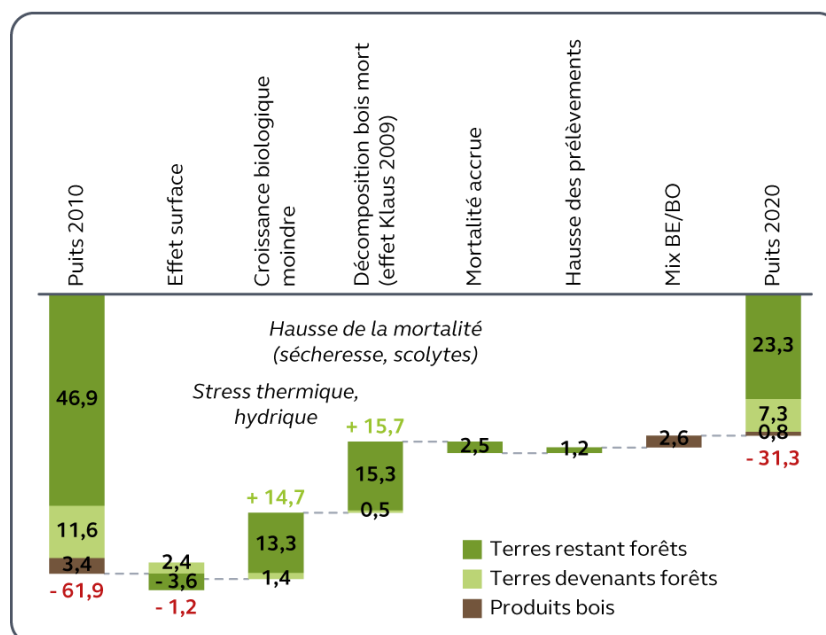 Puits 2010
Effet surface
Croissance biologique
moindre
Décomposition bois mort
(effet Klaus 2009)
Mortalité accrue
Hausse des prélèvements
Mix BE/BO
Puits 2020
Hausse de la mortalité
(sécheresse, scolytes)
Stress thermique,
hydrique
46,9
11,6
3,4
- 61,9
2,4
- 3,6
- 1,2
+ 14,7
13,3
1,4
+ 15,7
15,3
0,5
2,5
1,2
2,6
23,3
7,3
0,8
- 31,3
Terres restant forêts
Terres devenants forêts
Produits bois